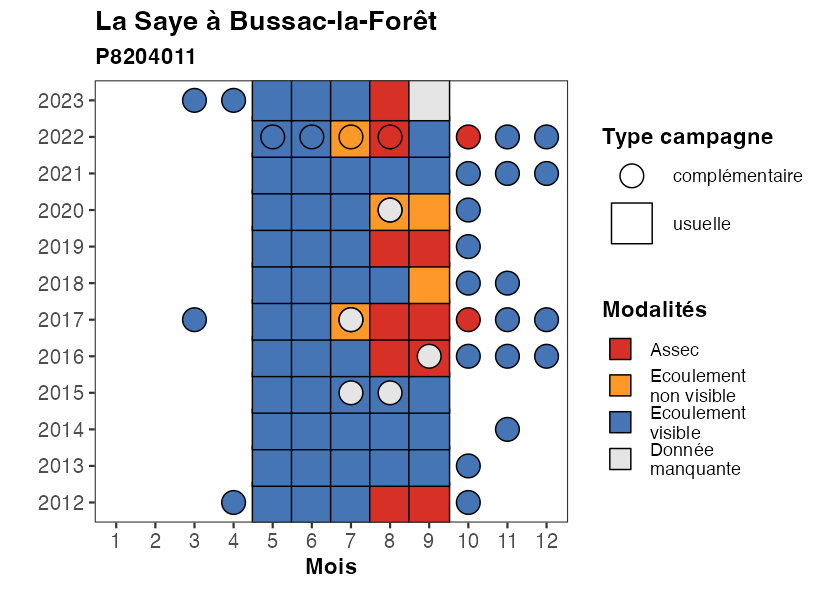 La Saye à Bussac-la-Forêt
P8204011
2023
2022
2021
2020
2019
2018
2017
2016
2015
2014
2013
2012
1 2 3 4 5 6 7 8 9 10 11 12
Mois
Type campagne
complémentaire
usuelle
Modalités
Assec
Ecoulement
non visible
Ecoulement
visible
Donnée
manquante